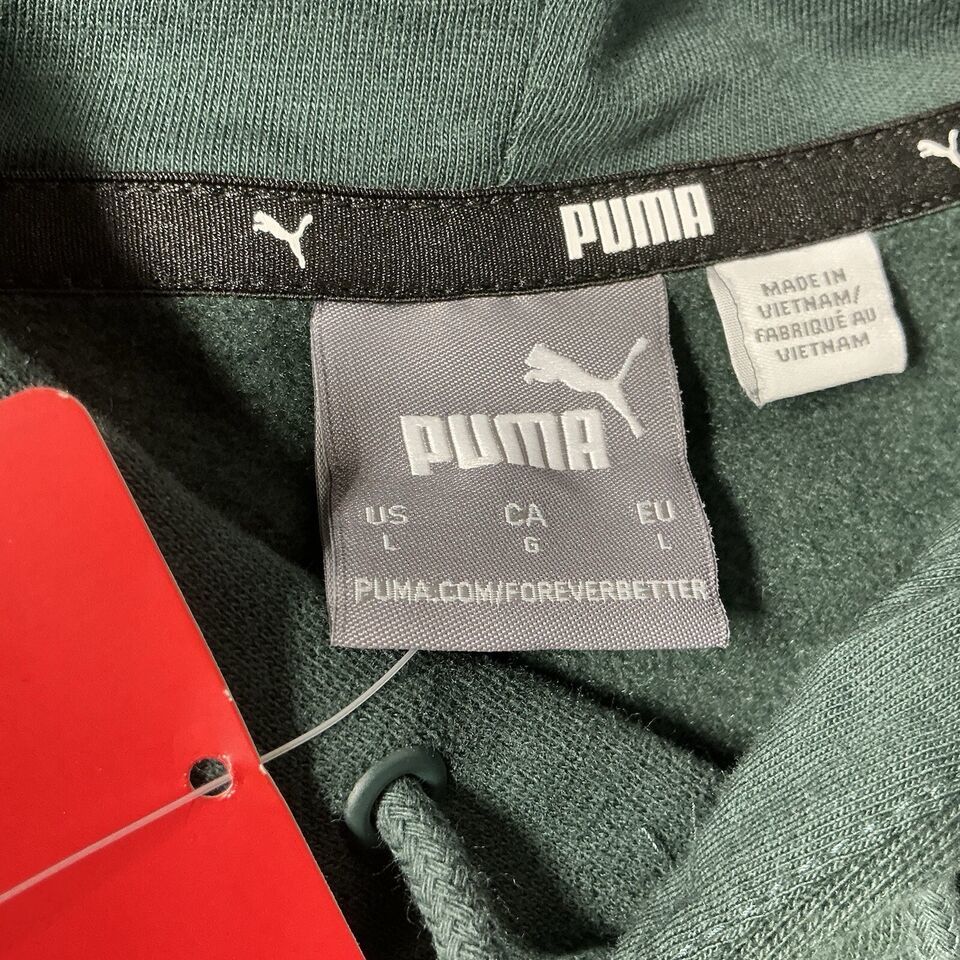 PUMA
MADE IN
VIETNAM/
FABRIQUÉ AU
VIETNAM
PUMA
US CA EU
L G L
PUMA.COM/FOREVERBETTER